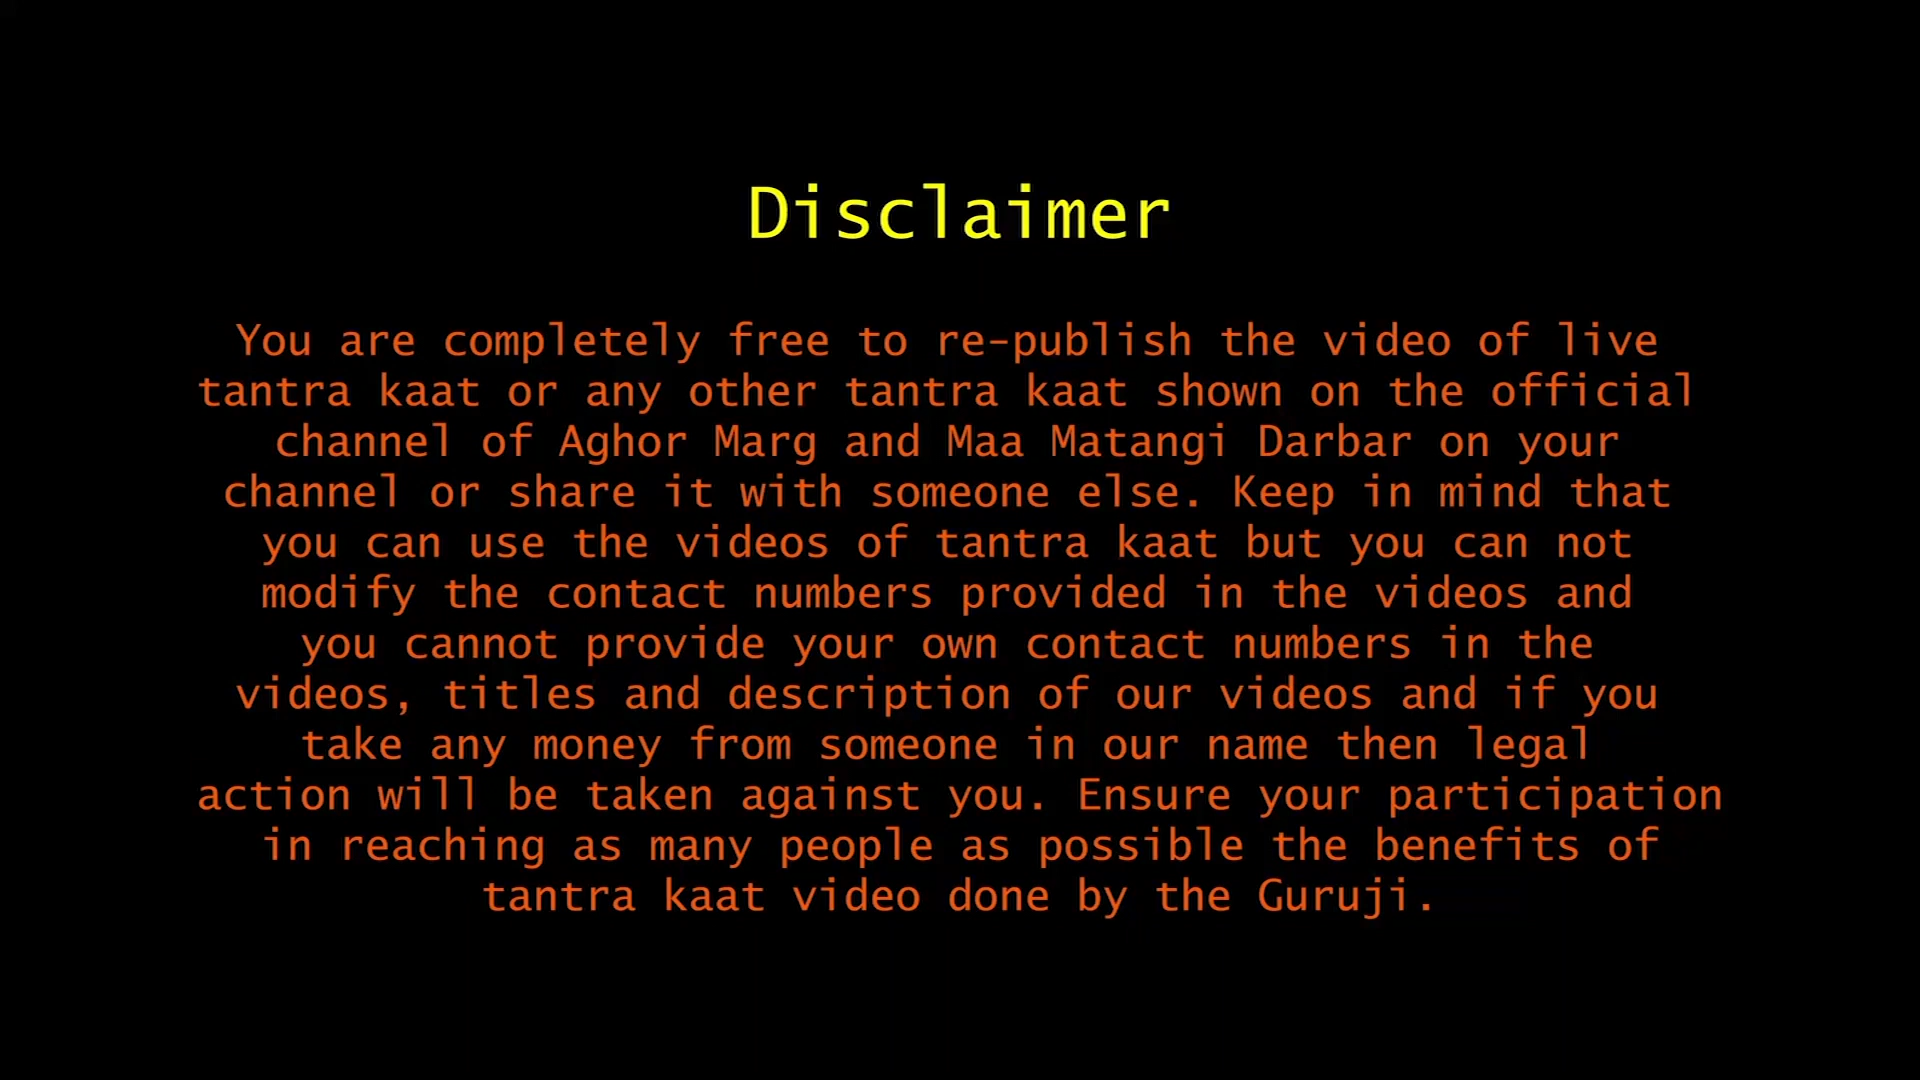 Disclaimer
You are completely free to re-publish the video of live
tantra kaat or any other tantra kaat shown on the official
channel of Aghor Marg and Maa Matangi Darbar on your
channel or share it with someone else. Keep in mind that
you can use the videos of tantra kaat but you can not
modify the contact numbers provided in the videos and
you cannot provide your own contact numbers in the
videos, titles and description of our videos and if you
take any money from someone in our name then legal
action will be taken against you. Ensure your participation
in reaching as many people as possible the benefits of
tantra kaat video done by the Guruji.